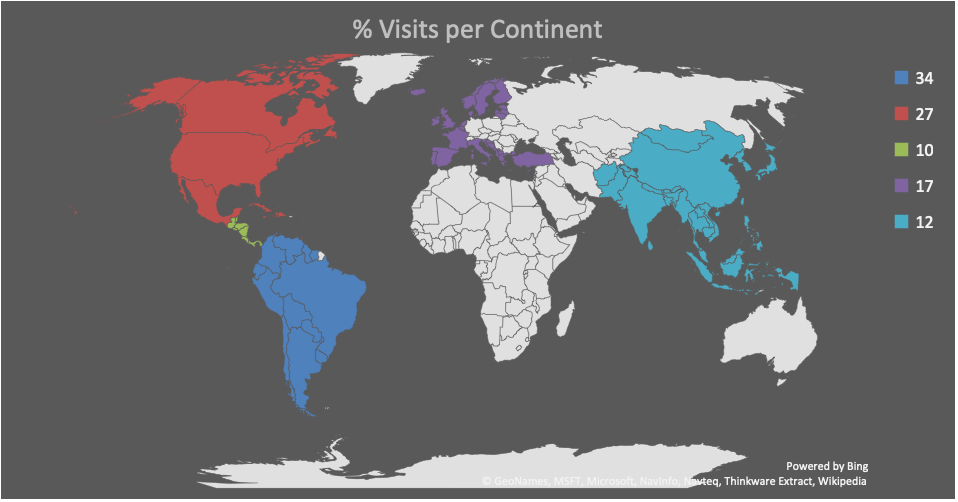 % Visits per Continent
34
27
10
17
12
Powered by Bing
© GeoNames, MSFT, Microsoft, NavInfo, Navteq, Thinkware Extract, Wikipedia